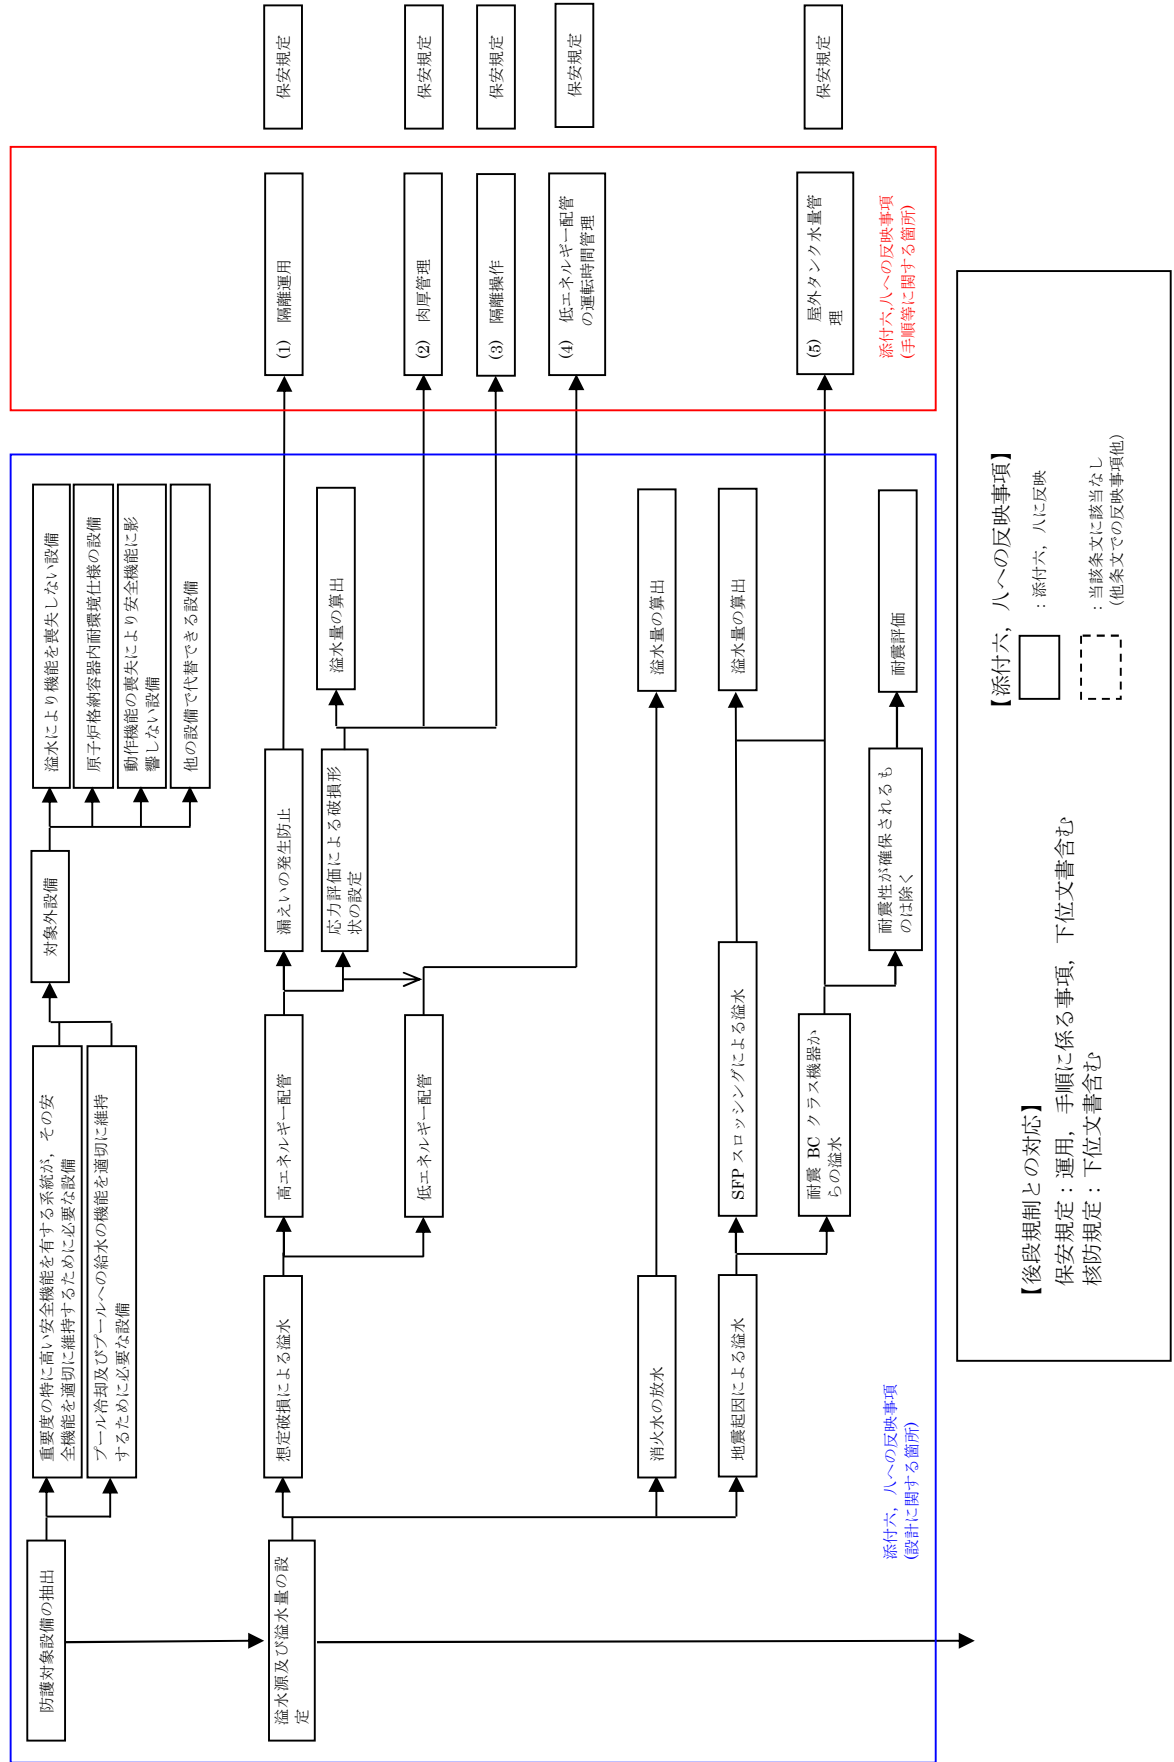 防護対象設備の抽出
重要度の特に高い安全機能を有する系統が，その安
全機能を適切に維持するために必要な設備
プール冷却及びプールへの給水の機能を適切に維持
するために必要な設備
対象外設備
溢水により機能を喪失しない設備
原子炉格納容器内耐環境仕様の設備
動作機能の喪失により安全機能に影
響しない設備
他の設備で代替できる設備
溢水源及び溢水量の設
定
想定破損による溢水
高エネルギー配管
漏えいの発生防止
(1) 隔離運用
保安規定
応力評価による破損形
状の設定
溢水量の算出
(2) 肉厚管理
保安規定
(3) 隔離操作
保安規定
低エネルギー配管
(4) 低エネルギー配管
の運転時間管理
保安規定
消火水の放水
溢水量の算出
地震起因による溢水
SFP スロッシングによる溢水
溢水量の算出
耐震 BC クラス機器か
らの溢水
(5) 屋外タンク水量管
理
保安規定
耐震性が確保されるも
のは除く
耐震評価
添付六，八への反映事項
(設計に関する箇所)
添付六,八への反映事項
(手順等に関する箇所)
【後段規制との対応】
保安規定：運用，手順に係る事項，下位文書含む
核防規定：下位文書含む
【添付六，八への反映事項】
：添付六，八に反映
：当該条文に該当なし
(他条文での反映事項他)